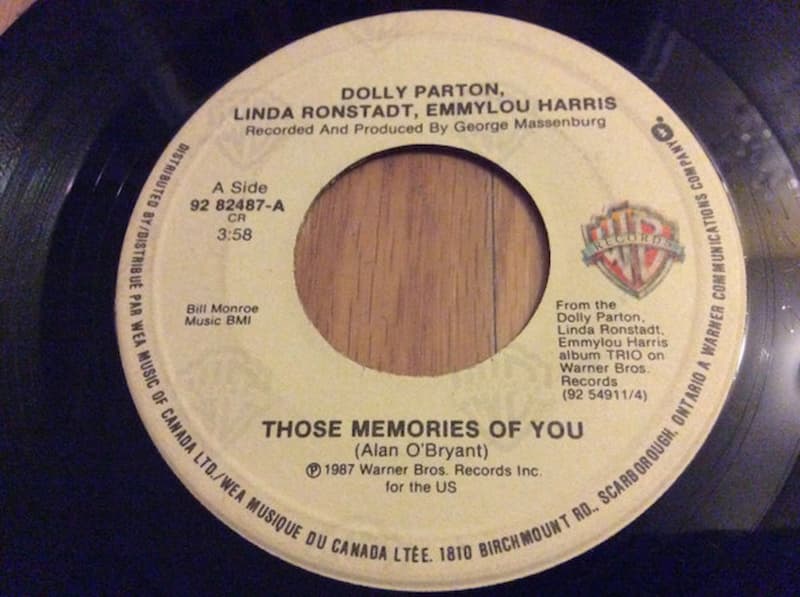 DOLLY PARTON,
LINDA RONSTADT, EMMYLOU HARRIS
Recorded And Produced By George Massenburg
A Side
92 82487-A
CR
3:58
WB
RECORDS
Bill Monroe
Music BMI
From the
Dolly Parton,
Linda Ronstadt,
Emmylou Harris
album TRIO on
Warner Bros.
Records
(92 54911/4)
THOSE MEMORIES OF YOU
(Alan O'Bryant)
Ⓟ 1987 Warner Bros. Records Inc.
for the US
DISTRIBUTED BY/DISTRIBUÉ PAR WEA MUSIC OF CANADA LTD./WEA MUSIQUE DU CANADA LTÉE. 1810 BIRCHMOUNT RD., SCARBOROUGH, ONTARIO A WARNER COMMUNICATIONS COMPANY